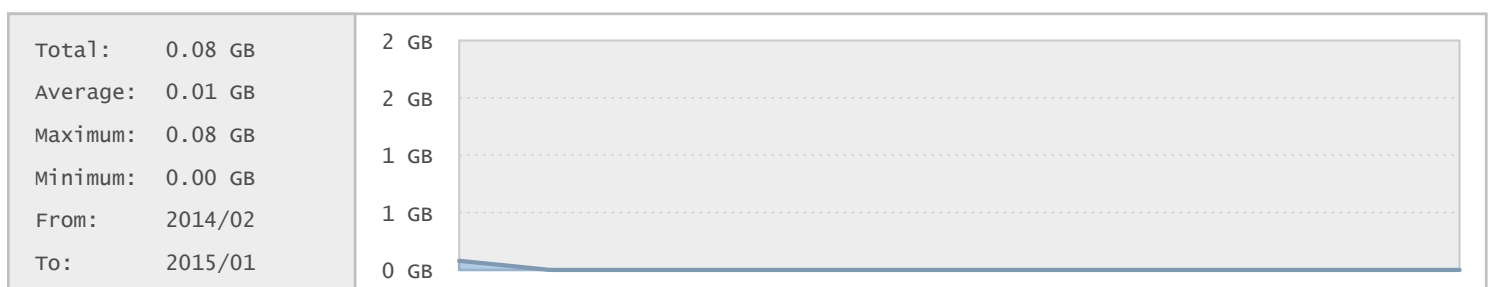 Total: 0.08 GB
Average: 0.01 GB
Maximum: 0.08 GB
Minimum: 0.00 GB
From: 2014/02
To: 2015/01
2 GB
2 GB
1 GB
1 GB
0 GB